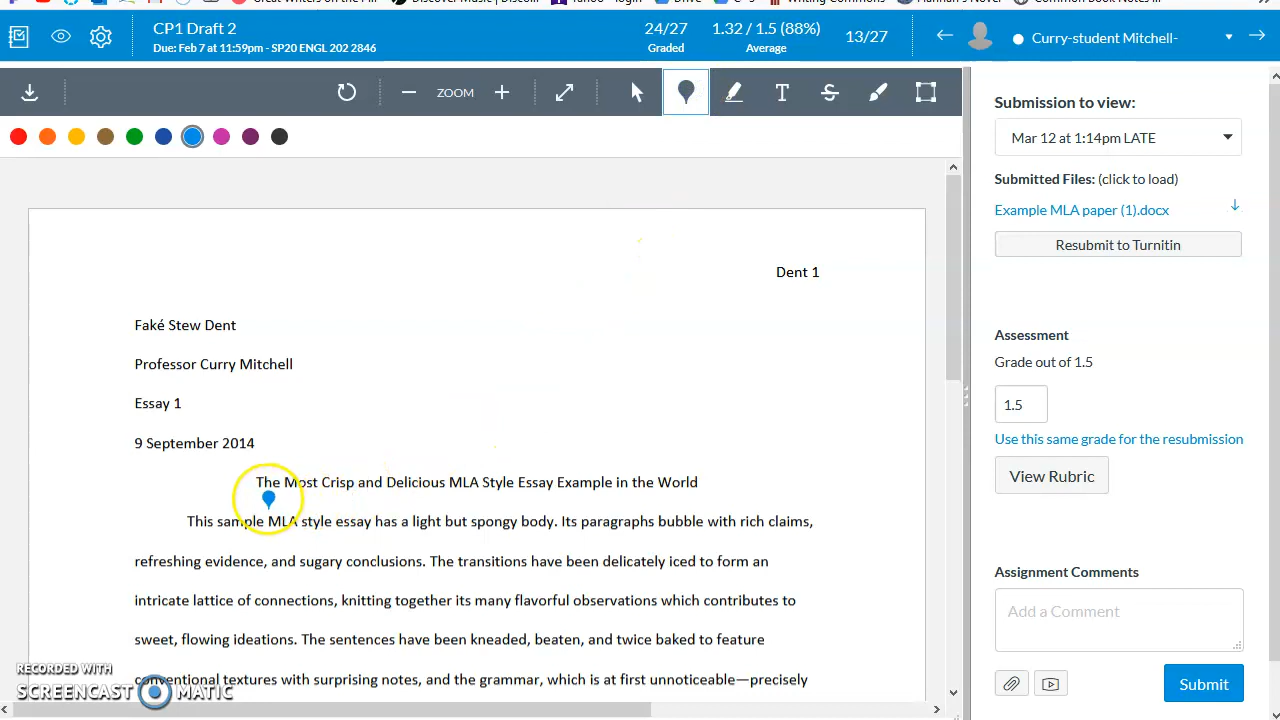 CP1 Draft 2
Due: Feb 7 at 11:59pm - SP20 ENGL 202 2846
24/27
Graded
1.32 / 1.5 (88%)
Average
13/27
Curry-student Mitchell-
ZOOM
T
S
Submission to view:
Mar 12 at 1:14pm LATE
Submitted Files: (click to load)
Example MLA paper (1).docx
Resubmit to Turnitin
Assessment
Grade out of 1.5
1.5
Use this same grade for the resubmission
View Rubric
Assignment Comments
Add a Comment
Submit
Dent 1
Faké Stew Dent
Professor Curry Mitchell
Essay 1
9 September 2014
The Most Crisp and Delicious MLA Style Essay Example in the World
This sample MLA style essay has a light but spongy body. Its paragraphs bubble with rich claims,
refreshing evidence, and sugary conclusions. The transitions have been delicately iced to form an
intricate lattice of connections, knitting together its many flavorful observations which contributes to
sweet, flowing ideations. The sentences have been kneaded, beaten, and twice baked to feature
conventional textures with surprising notes, and the grammar, which is at first unnoticeable—precisely
RECORDED WITH
SCREENCAST MATIC